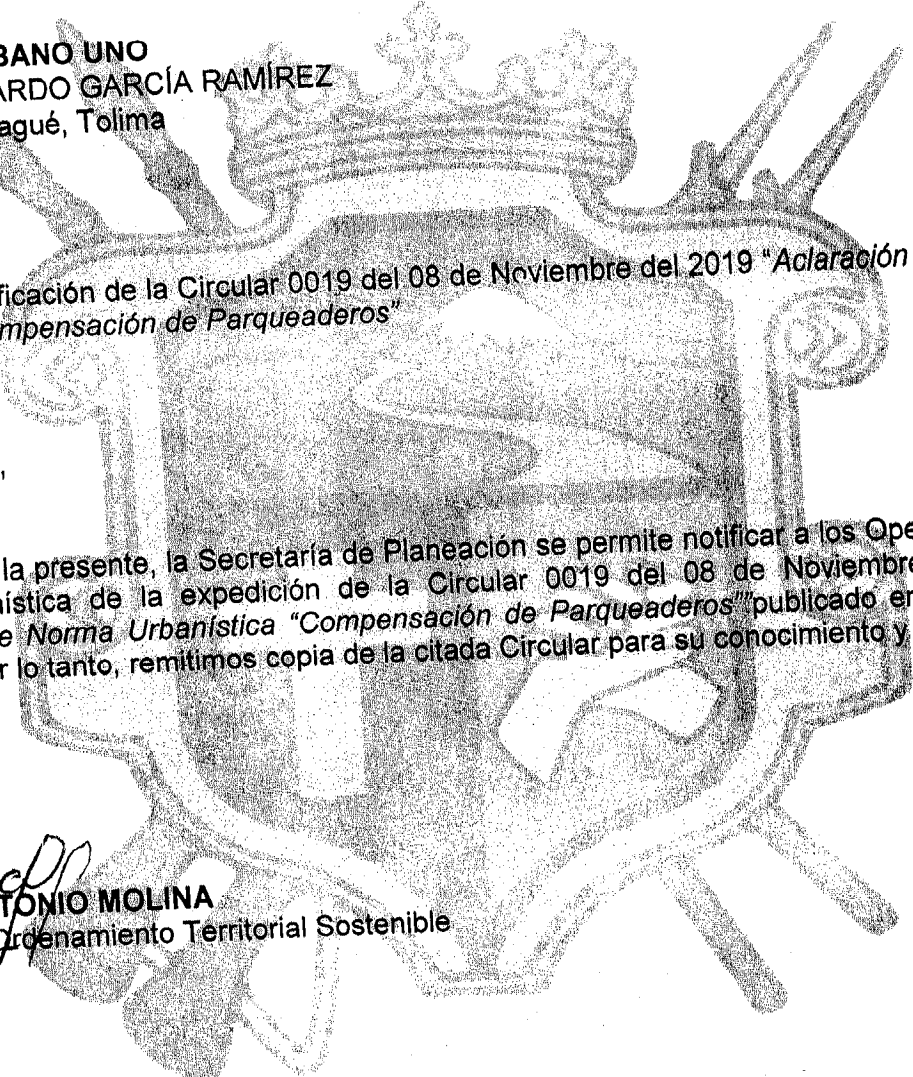 BANO UNO
ARDO GARCÍA RAMÍREZ
agué, Tolima
ficación de la Circular 0019 del 08 de Noviembre del 2019 “Aclaración
mpensación de Parqueaderos”
,
la presente, la Secretaría de Planeación se permite notificar a los Ope
nística de la expedición de la Circular 0019 del 08 de Noviembre
e Norma Urbanística “Compensación de Parqueaderos””publicado en
r lo tanto, remitimos copia de la citada Circular para su conocimiento y
TONIO MOLINA
Ordenamiento Territorial Sostenible